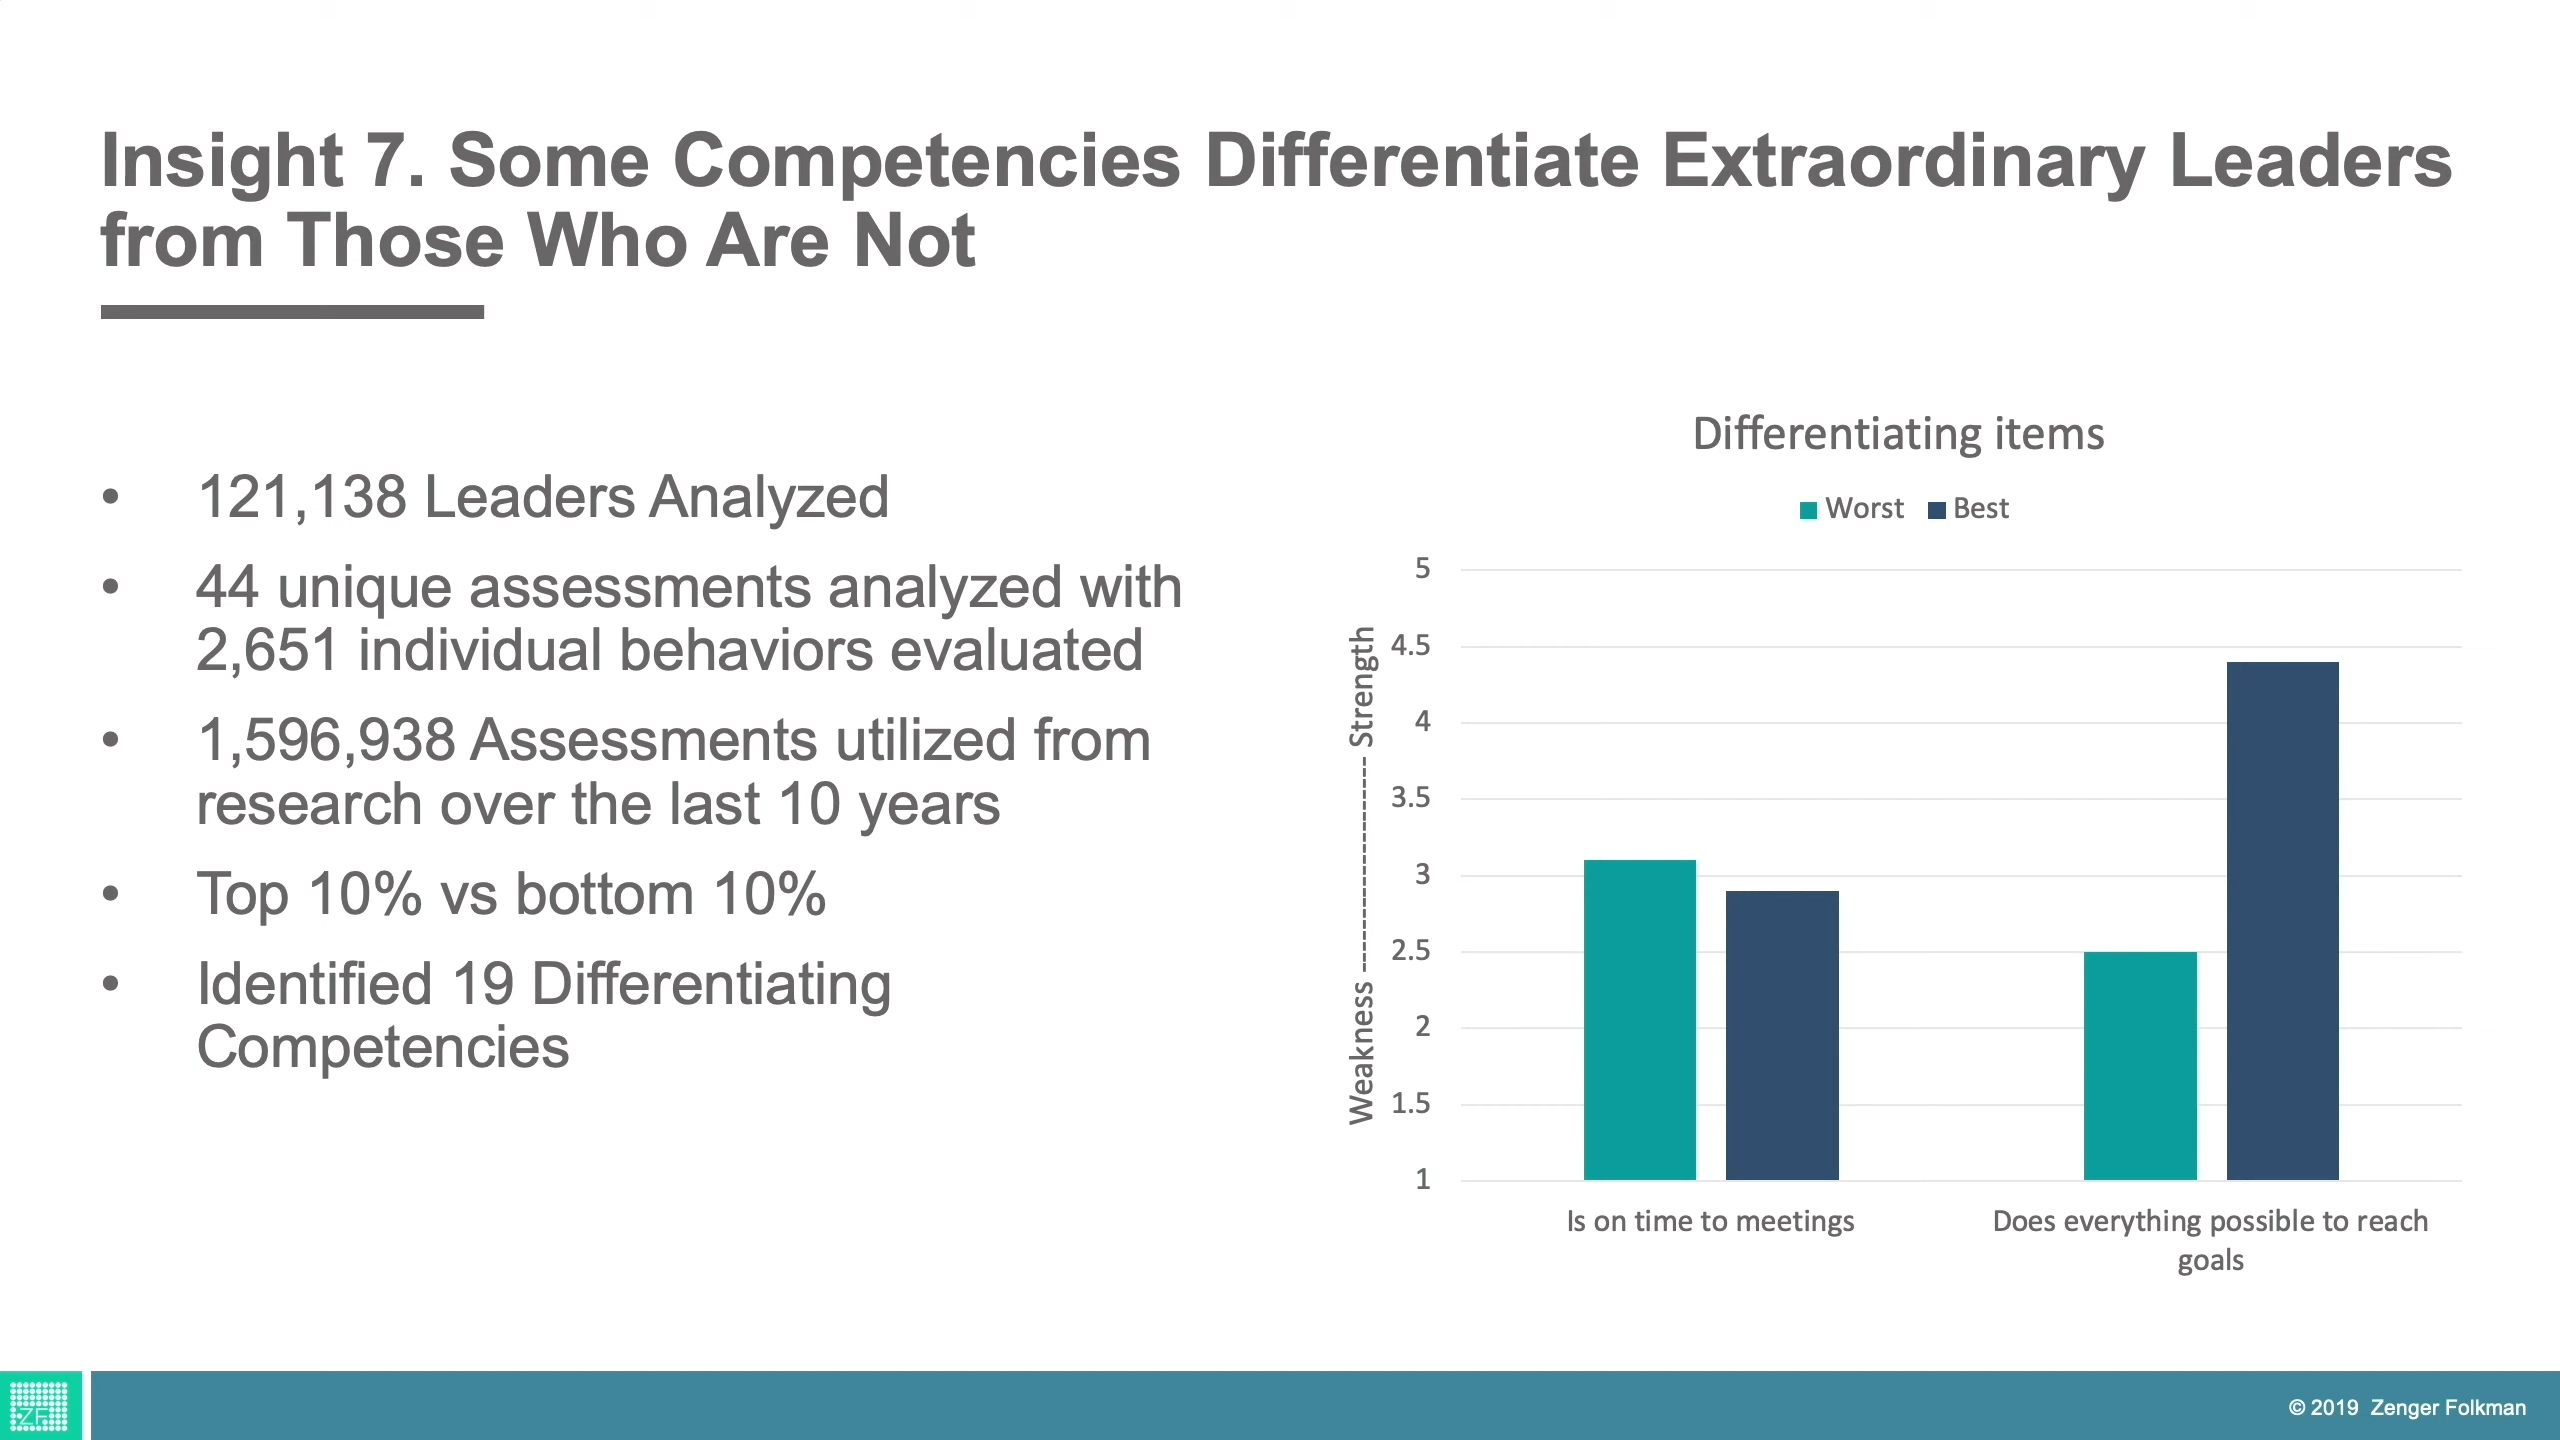 Insight 7. Some Competencies Differentiate Extraordinary Leaders
from Those Who Are Not
• 121,138 Leaders Analyzed
• 44 unique assessments analyzed with
2,651 individual behaviors evaluated
• 1,596,938 Assessments utilized from
research over the last 10 years
• Top 10% vs bottom 10%
• Identified 19 Differentiating
Competencies
Differentiating items
Worst Best
Weakness ---------------------- Strength
5
4.5
4
3.5
3
2.5
2
1.5
1
Is on time to meetings
Does everything possible to reach
goals
ZF
© 2019 Zenger Folkman